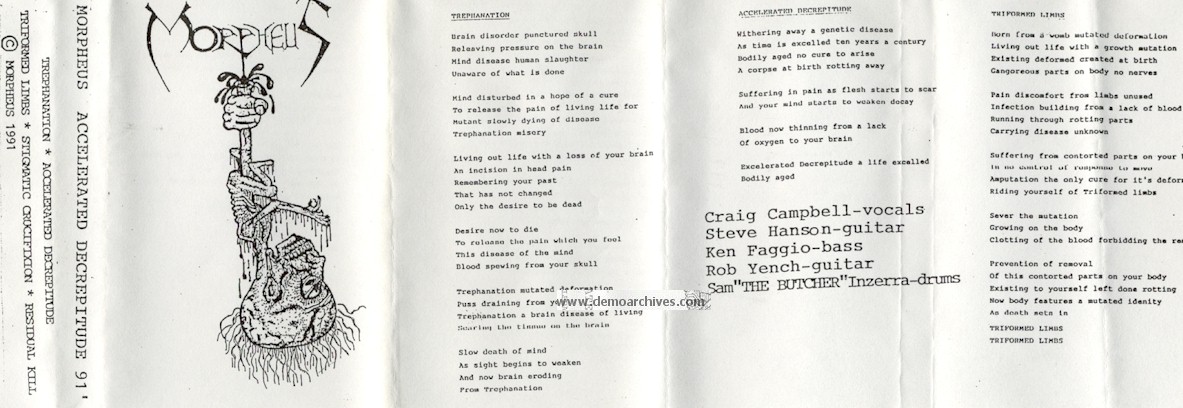 TREPHANATION * ACCELERATED DECREPITUDE
TRIFORMED LIMBS * STIGMATIC CRUCIFIXION * RESIDUAL KILL
© MORPHEUS 1991
MORPHEUS ACCELERATED DECREPITUDE 91'
MORPHEUS
TREPHANATION
Brain disorder punctured skull
Releaving pressure on the brain
Mind disease human slaughter
Unaware of what is done
Mind disturbed in a hope of a cure
To release the pain of living life for
Mutant slowly dying of disease
Trephanation misery
Living out life with a loss of your brain
An incision in head pain
Remembering your past
That has not changed
Only the desire to be dead
Desire now to die
To release the pain which you feel
This disease of the mind
Blood spewing from your skull
Trephanation mutated deformation
Puss draining from
Trephanation a brain disease of living
Searing the tissue on the brain
Slow death of mind
As sight begins to weaken
And now brain eroding
From Trephanation
www.demoarchives.com
ACCELERATED DECREPITUDE
Withering away a genetic disease
As time is excelled ten years a century
Bodily aged no cure to arise
A corpse at birth rotting away
Suffering in pain as flesh starts to scar
And your mind starts to weaken decay
Blood now thinning from a lack
Of oxygen to your brain
Excelerated Decrepitude a life excelled
Bodily aged
Craig Campbell-vocals
Steve Hanson-guitar
Ken Faggio-bass
Rob Yench-guitar
Sam"THE BUTCHER"Inzerra-drums
TRIFORMED LIMBS
Born from a womb mutated deformation
Living out life with a growth mutation
Existing deformed created at birth
Gangoreous parts on body no nerves
Pain discomfort from limbs unused
Infection building from a lack of blood
Running through rotting parts
Carrying disease unknown
Suffering from contorted parts on your
In no control of response to move
Amputation the only cure for it's
Riding yourself of Triformed limbs
Sever the mutation
Growing on the body
Clotting of the blood forbidding the
Prevention of removal
Of this contorted parts on your body
Existing to yourself left done rotting
Now body features a mutated idenity
As death sets in
TRIFORMED LIMBS
TRIFORMED LIMBS